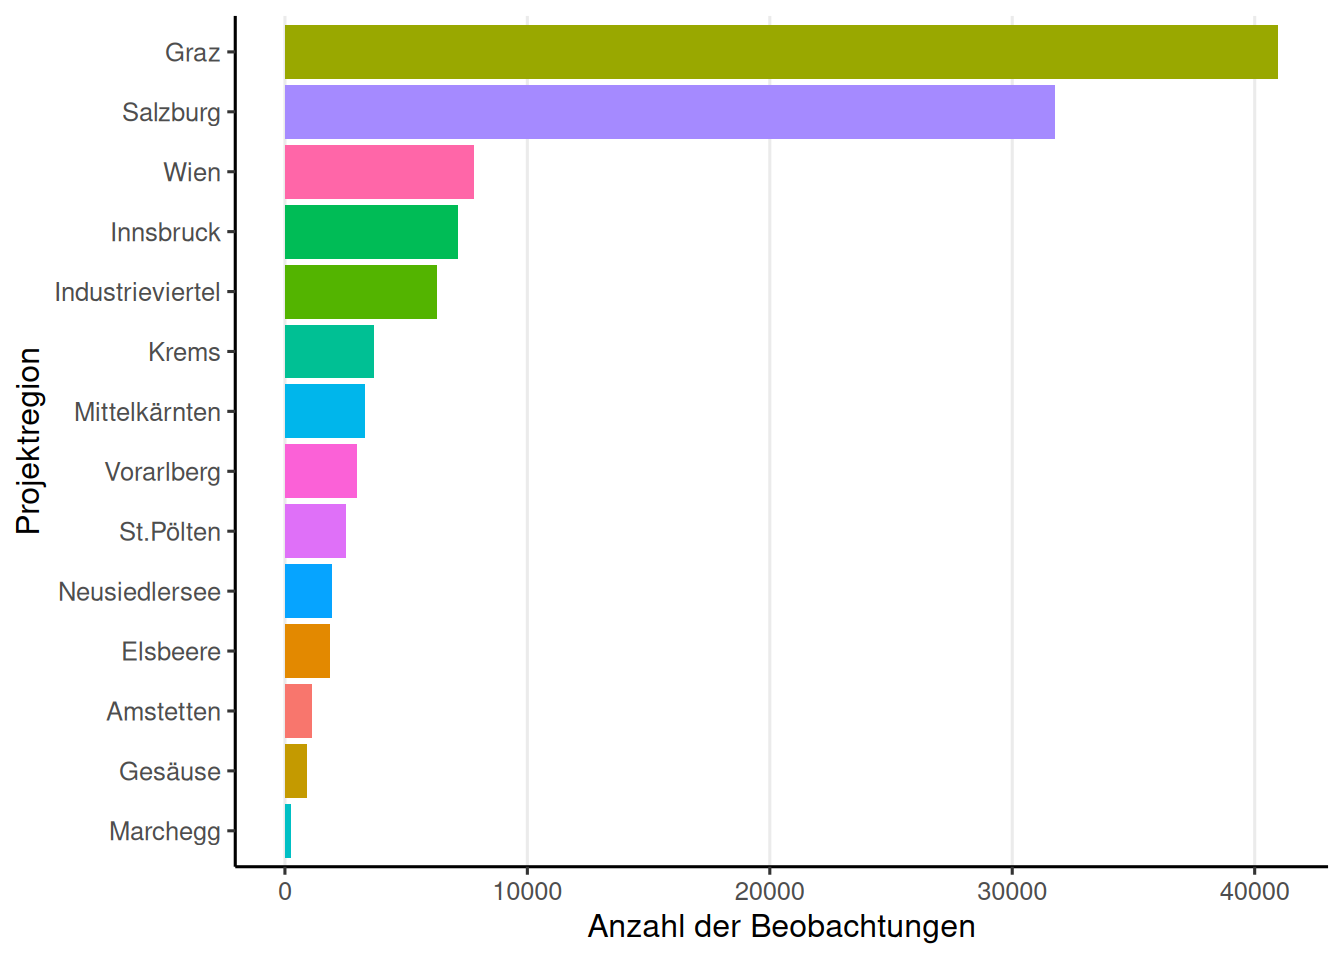 Projektregion
Graz
Salzburg
Wien
Innsbruck
Industrieviertel
Krems
Mittelkärnten
Vorarlberg
St.Pölten
Neusiedlersee
Elsbeere
Amstetten
Gesäuse
Marchegg
0 10000 20000 30000 40000
Anzahl der Beobachtungen